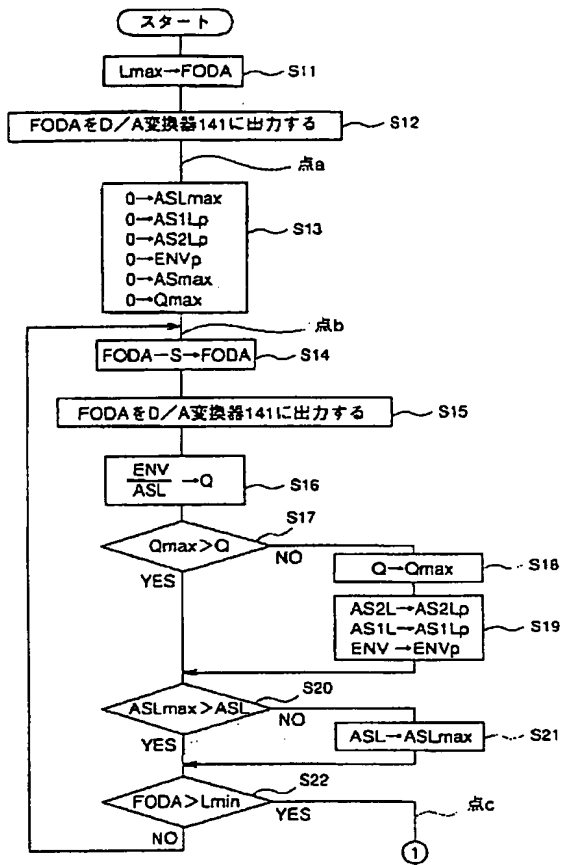 スタート
Lmax→FODA
S11
FODAをD/A変換器141に出力する
S12
点a
0→ASLmax
0→AS1Lp
0→AS2Lp
0→ENVp
0→ASmax
0→Qmax
S13
点b
FODA-S→FODA
S14
FODAをD/A変換器141に出力する
S15
ENV
ASL
→Q
S16
S17
Qmax>Q
NO
YES
Q→Qmax
S18
AS2L→AS2Lp
AS1L→AS1Lp
ENV→ENVp
S19
S20
ASLmax>ASL
NO
YES
ASL→ASLmax
S21
S22
FODA>Lmin
YES
NO
点c
1